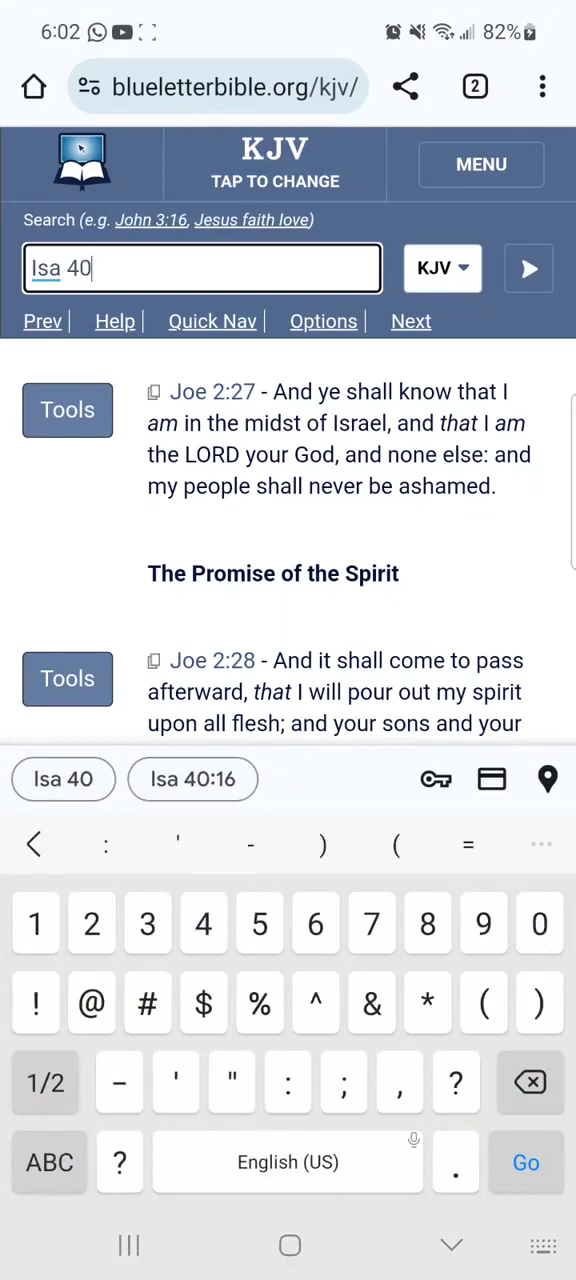 6:02 82%
blueletterbible.org/kjv/ 2
KJV
TAP TO CHANGE
MENU
Search (e.g. John 3:16, Jesus faith love)
Isa 40 KJV
Prev | Help | Quick Nav | Options | Next
Tools
Joe 2:27 - And ye shall know that I
am in the midst of Israel, and that I am
the LORD your God, and none else: and
my people shall never be ashamed.
The Promise of the Spirit
Tools
Joe 2:28 - And it shall come to pass
afterward, that I will pour out my spirit
upon all flesh; and your sons and your
Isa 40 Isa 40:16
: ' - ) ( = ...
1 2 3 4 5 6 7 8 9 0
! @ # $ % ^ & * ( )
1/2 – ' " : ; , ?
ABC ? English (US) . Go